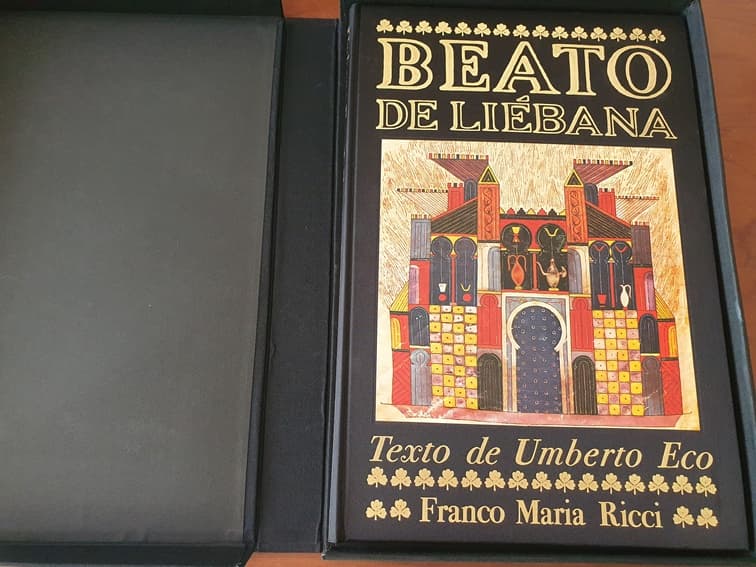 BEATO
DE LIÉBANA
Texto de Umberto Eco
Franco Maria Ricci